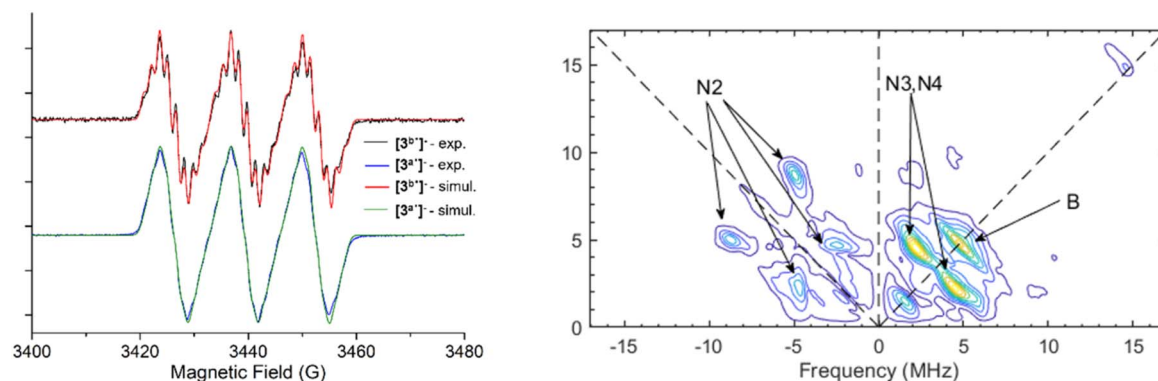 [3ᵇ˙]⁻ - exp.
[3ᵃ˙]⁻ - exp.
[3ᵇ˙]⁻ - simul.
[3ᵃ˙]⁻ - simul.
3400 3420 3440 3460 3480
Magnetic Field (G)
N2
N3,N4
B
15
10
5
0
-15 -10 -5 0 5 10 15
Frequency (MHz)